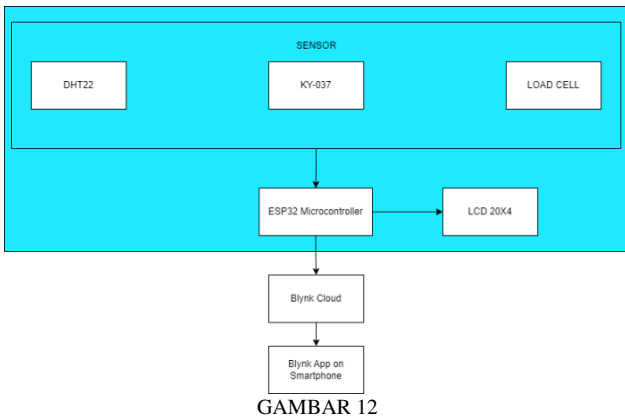 SENSOR
DHT22
KY-037
LOAD CELL
ESP32 Microcontroller
LCD 20X4
Blynk Cloud
Blynk App on
Smartphone
GAMBAR 12